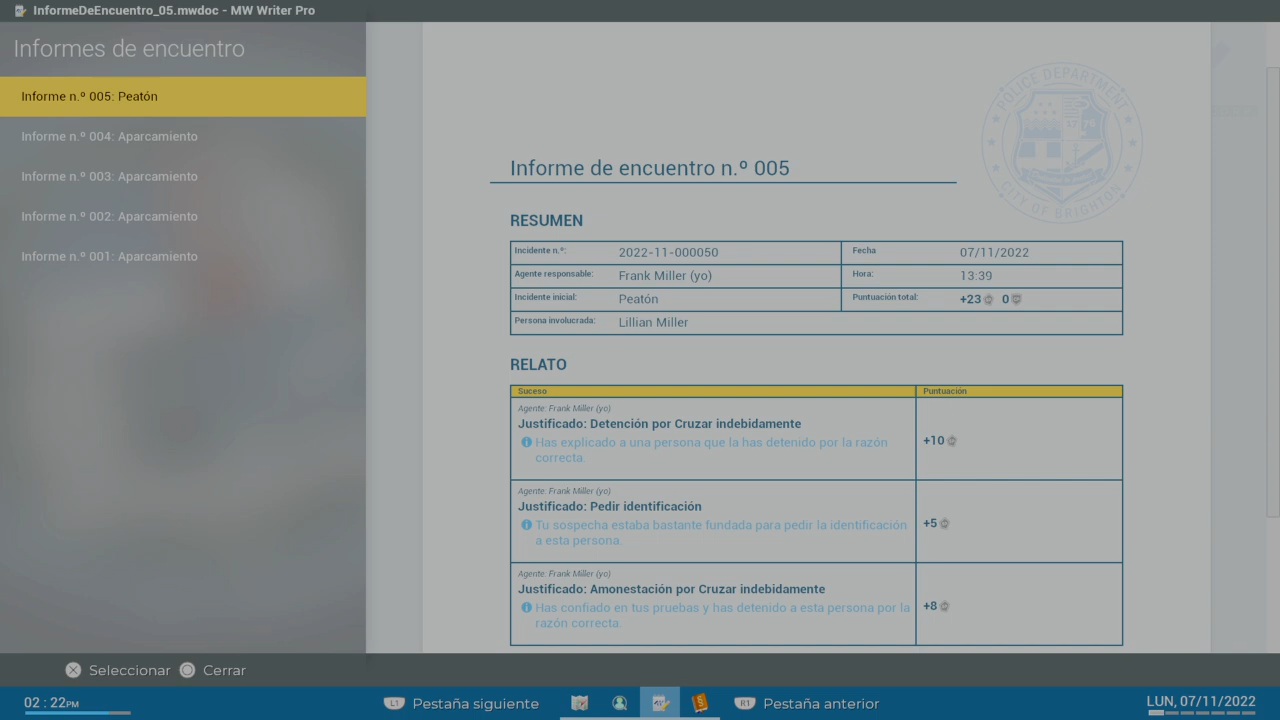 InformeDeEncuentro_05.mwdoc - MW Writer Pro
Informes de encuentro
Informe n.º 005: Peatón
Informe n.º 004: Aparcamiento
Informe n.º 003: Aparcamiento
Informe n.º 002: Aparcamiento
Informe n.º 001: Aparcamiento
POLICE DEPARTMENT
CITY OF BRIGHTON
Informe de encuentro n.º 005
RESUMEN
Incidente n.º: 2022-11-000050 Fecha 07/11/2022
Agente responsable: Frank Miller (yo) Hora: 13:39
Incidente inicial: Peatón Puntuación total: +23 0
Persona involucrada: Lillian Miller
RELATO
Suceso Puntuación
Agente: Frank Miller (yo)
Justificado: Detención por Cruzar indebidamente
Has explicado a una persona que la has detenido por la razón
correcta.
+10
Agente: Frank Miller (yo)
Justificado: Pedir identificación
Tu sospecha estaba bastante fundada para pedir la identificación
a esta persona.
+5
Agente: Frank Miller (yo)
Justificado: Amonestación por Cruzar indebidamente
Has confiado en tus pruebas y has detenido a esta persona por la
razón correcta.
+8
Seleccionar Cerrar
02 : 22PM
L1 Pestaña siguiente
R1 Pestaña anterior
LUN, 07/11/2022